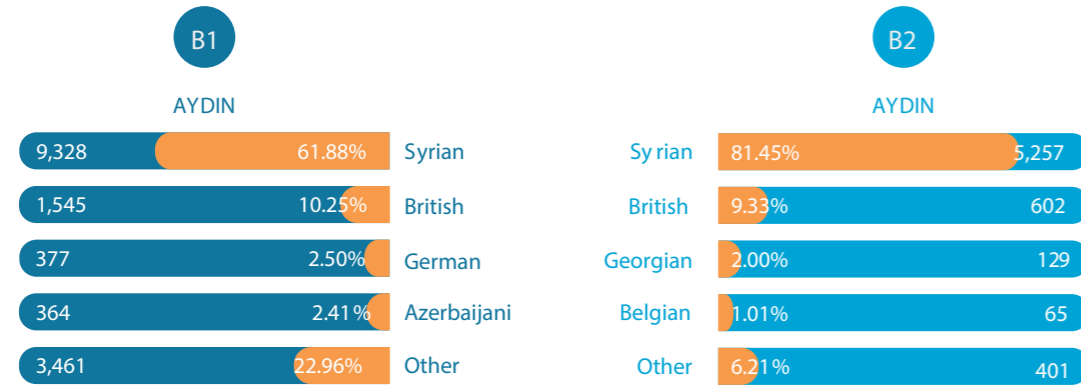 B1
AYDIN
9,328 61.88% Syrian
1,545 10.25% British
377 2.50% German
364 2.41% Azerbaijani
3,461 22.96% Other
B2
AYDIN
Syrian 81.45% 5,257
British 9.33% 602
Georgian 2.00% 129
Belgian 1.01% 65
Other 6.21% 401